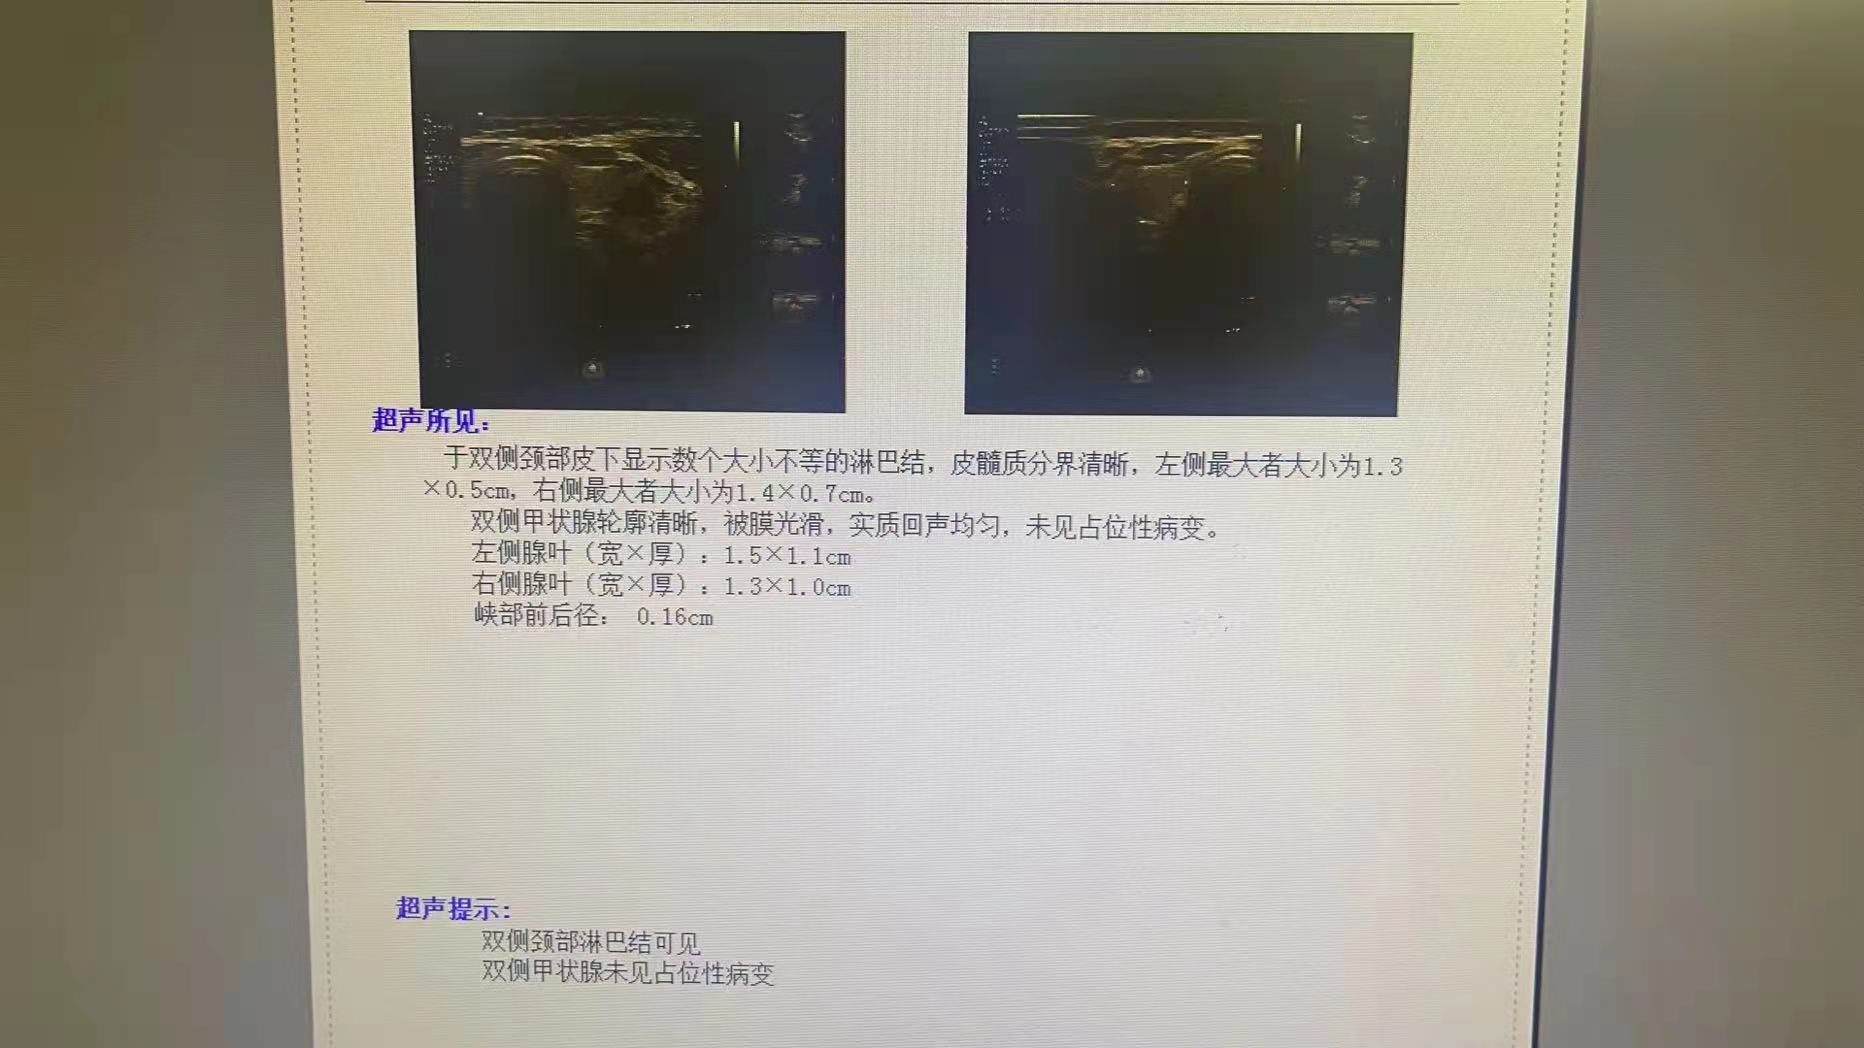 超声所见：
于双侧颈部皮下显示数个大小不等的淋巴结，皮髓质分界清晰，左侧最大者大小为1.3
×0.5cm，右侧最大者大小为1.4×0.7cm。
双侧甲状腺轮廓清晰，被膜光滑，实质回声均匀，未见占位性病变。
左侧腺叶（宽×厚）：1.5×1.1cm
右侧腺叶（宽×厚）：1.3×1.0cm
峡部前后径： 0.16cm
超声提示：
双侧颈部淋巴结可见
双侧甲状腺未见占位性病变